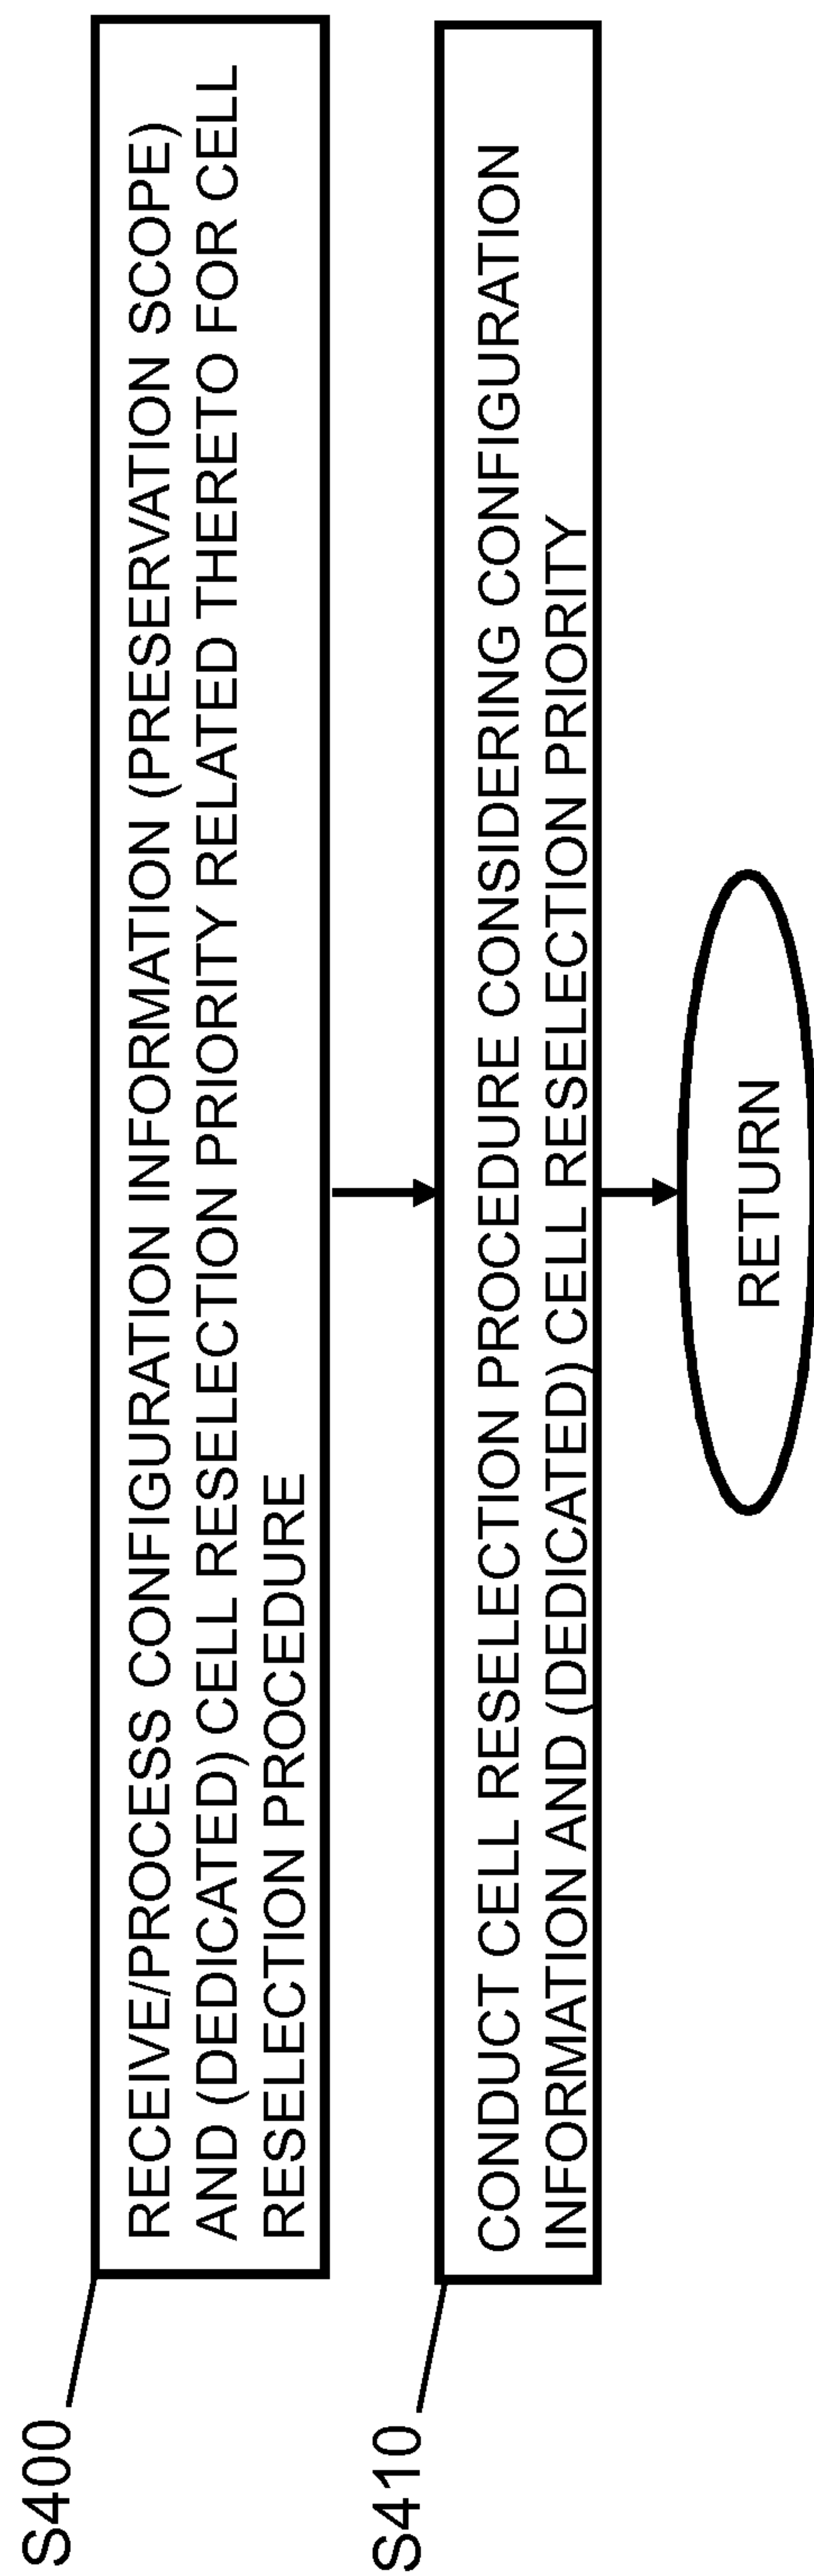 S400
RECEIVE/PROCESS CONFIGURATION INFORMATION (PRESERVATION SCOPE)
AND (DEDICATED) CELL RESELECTION PRIORITY RELATED THERETO FOR CELL
RESELECTION PROCEDURE
S410
CONDUCT CELL RESELECTION PROCEDURE CONSIDERING CONFIGURATION
INFORMATION AND (DEDICATED) CELL RESELECTION PRIORITY
RETURN